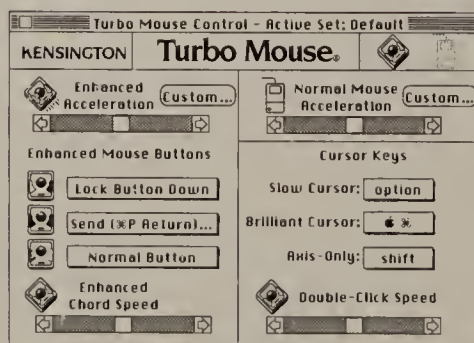 Turbo Mouse Control - Active Set: Default
KENSINGTON Turbo Mouse®
Enhanced
Acceleration Custom...
Normal Mouse
Acceleration Custom...
Enhanced Mouse Buttons
Lock Button Down
Send (⌘P Return)...
Normal Button
Enhanced
Chord Speed
Cursor Keys
Slow Cursor: option
Brilliant Cursor:  ⌘
Axis-Only: shift
Double-Click Speed